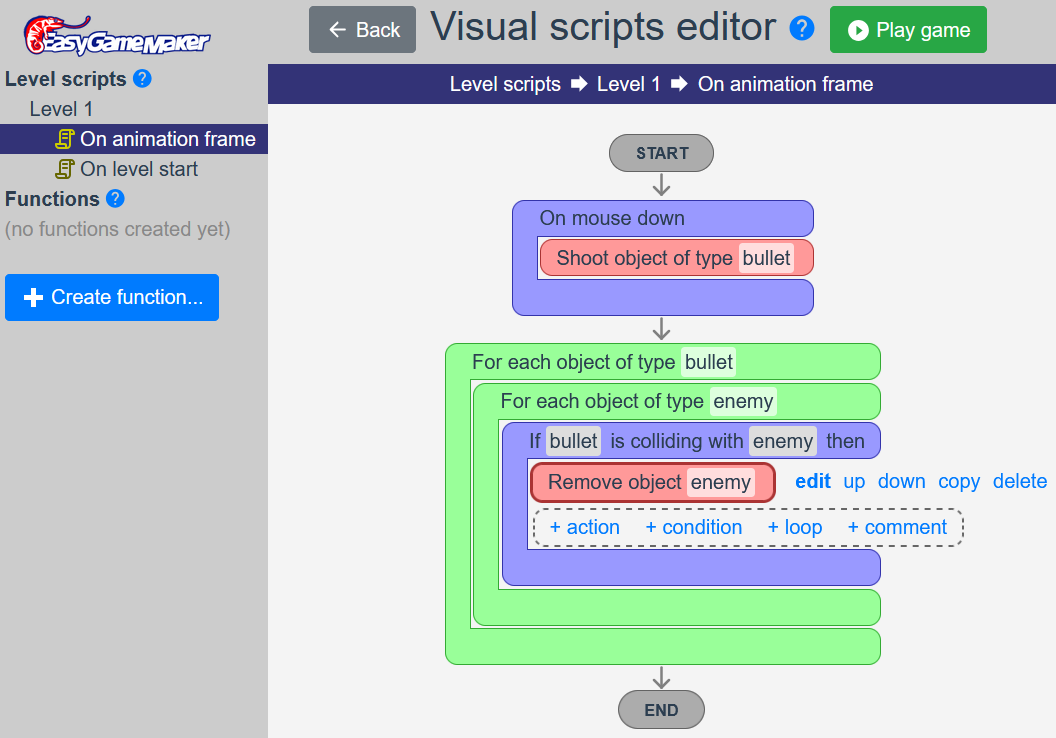 EasyGameMaker
Back
Visual scripts editor ?
Play game
Level scripts ?
Level 1
On animation frame
On level start
Functions ?
(no functions created yet)
Create function...
Level scripts Level 1 On animation frame
START
On mouse down
Shoot object of type bullet
For each object of type bullet
For each object of type enemy
If bullet is colliding with enemy then
Remove object enemy edit up down copy delete
+ action + condition + loop + comment
END